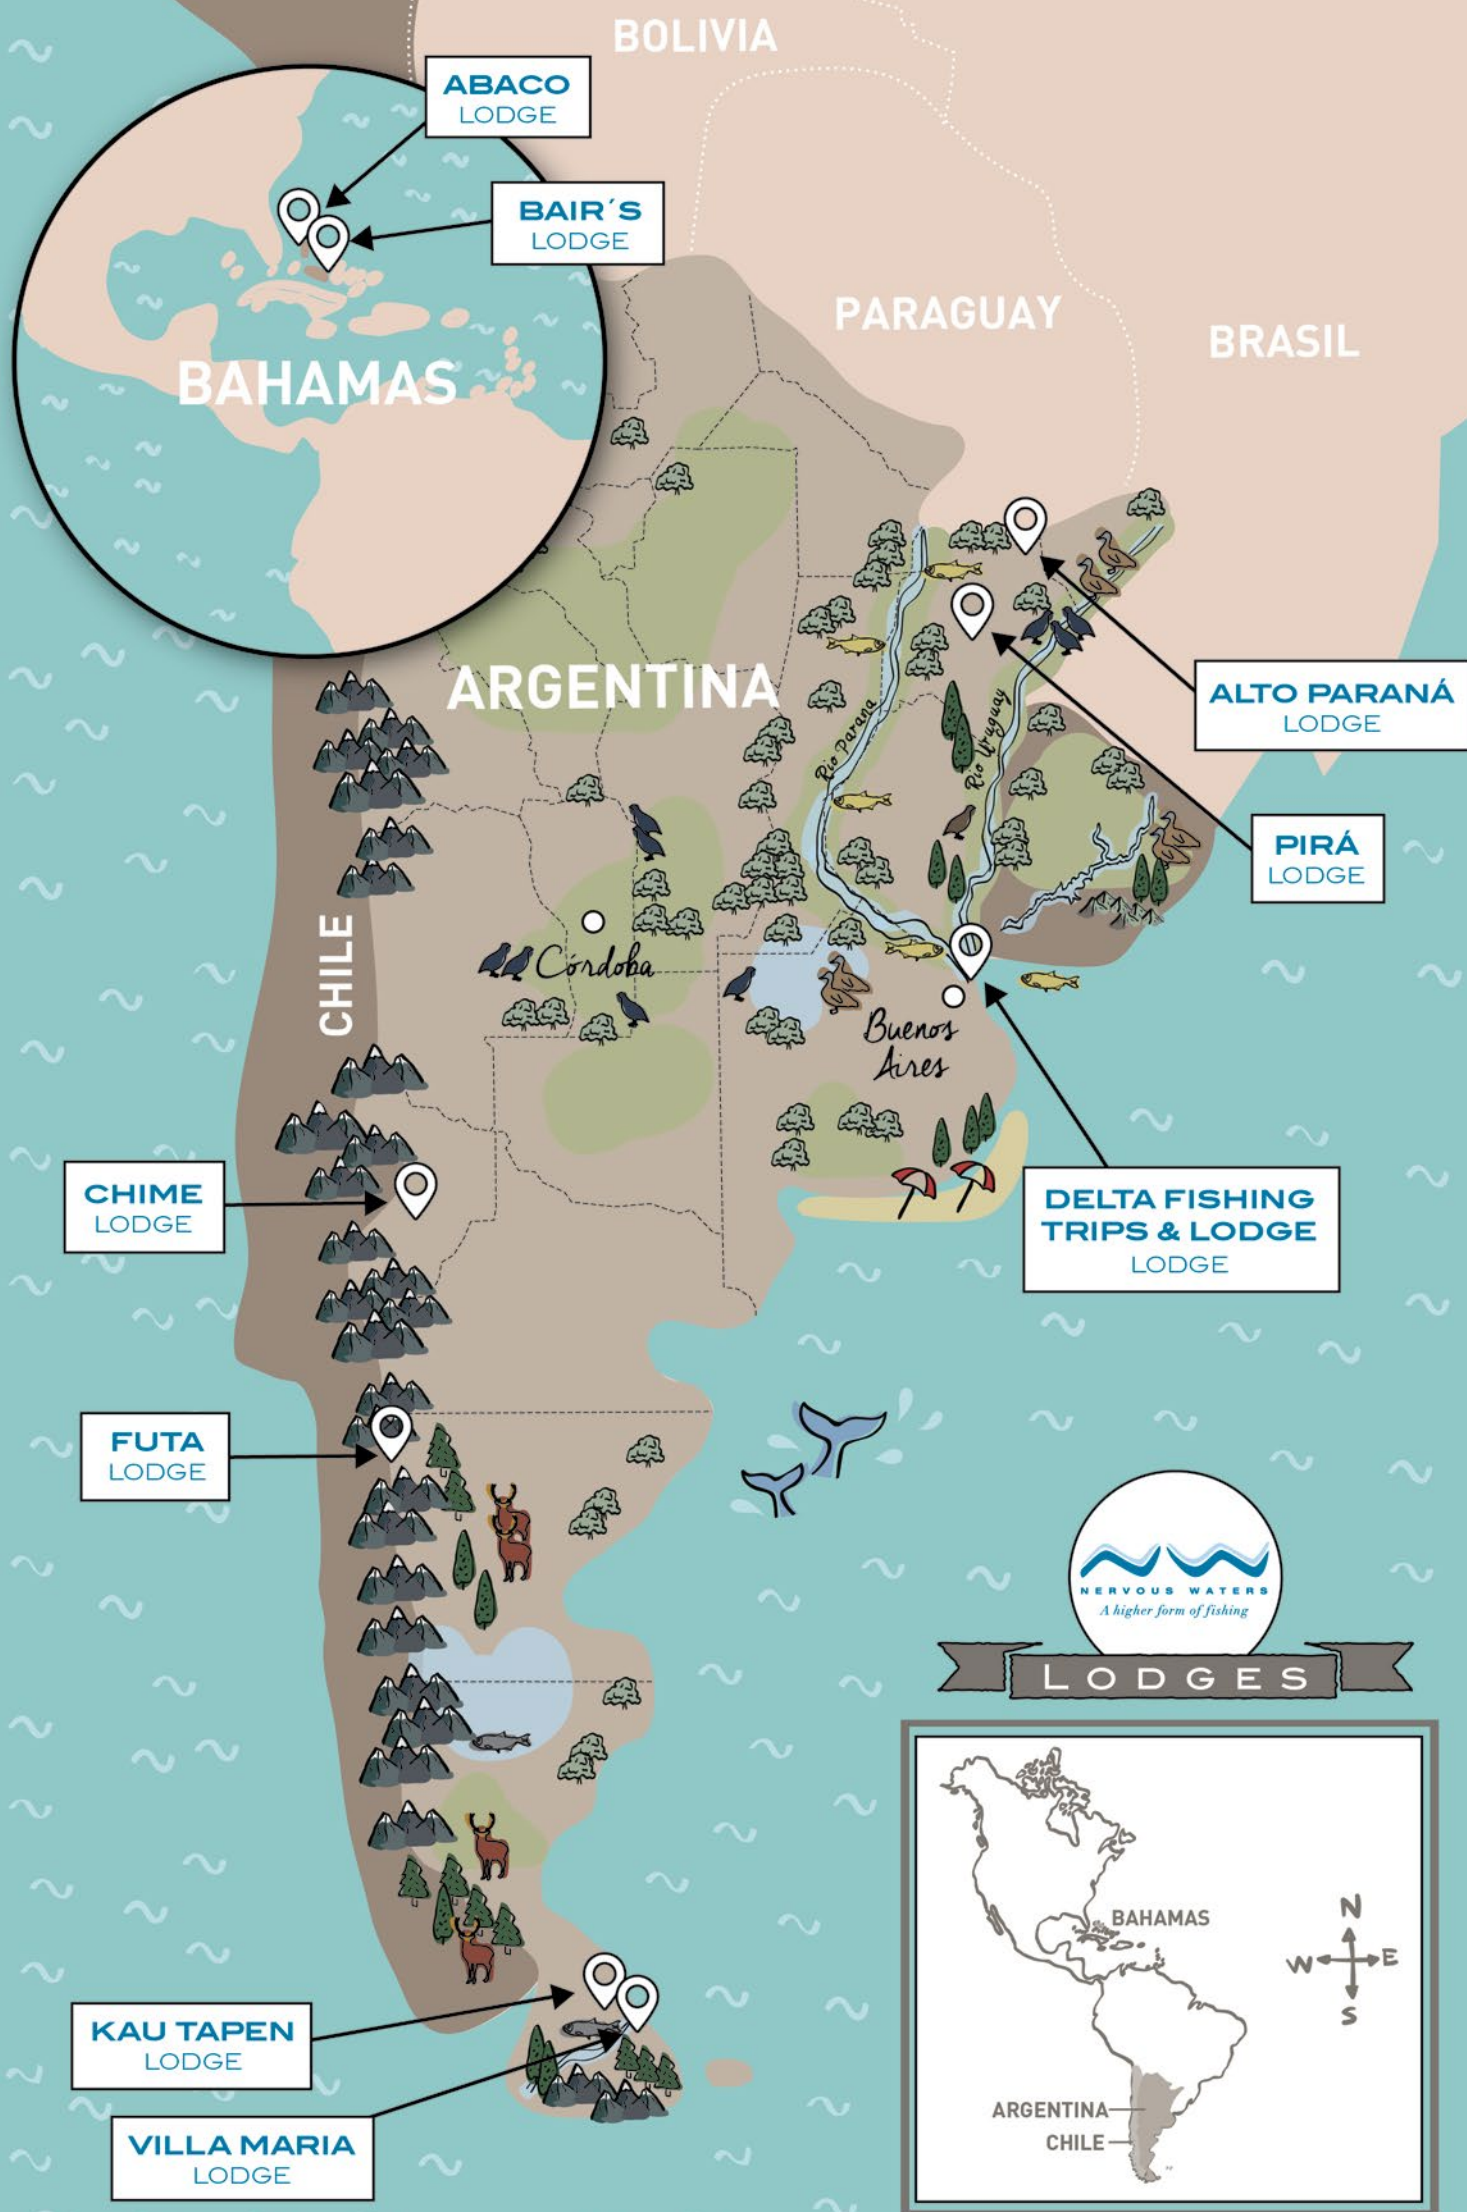 BOLIVIA
ABACO
LODGE
BAIR´S
LODGE
PARAGUAY
BRASIL
BAHAMAS
ARGENTINA
ALTO PARANÁ
LODGE
Rio Parana
Rio Uruguay
PIRÁ
LODGE
CHILE
Córdoba
Buenos
Aires
CHIME
LODGE
DELTA FISHING
TRIPS & LODGE
LODGE
FUTA
LODGE
NERVOUS WATERS
A higher form of fishing
LODGES
BAHAMAS
N
W E
S
ARGENTINA
CHILE
KAU TAPEN
LODGE
VILLA MARIA
LODGE